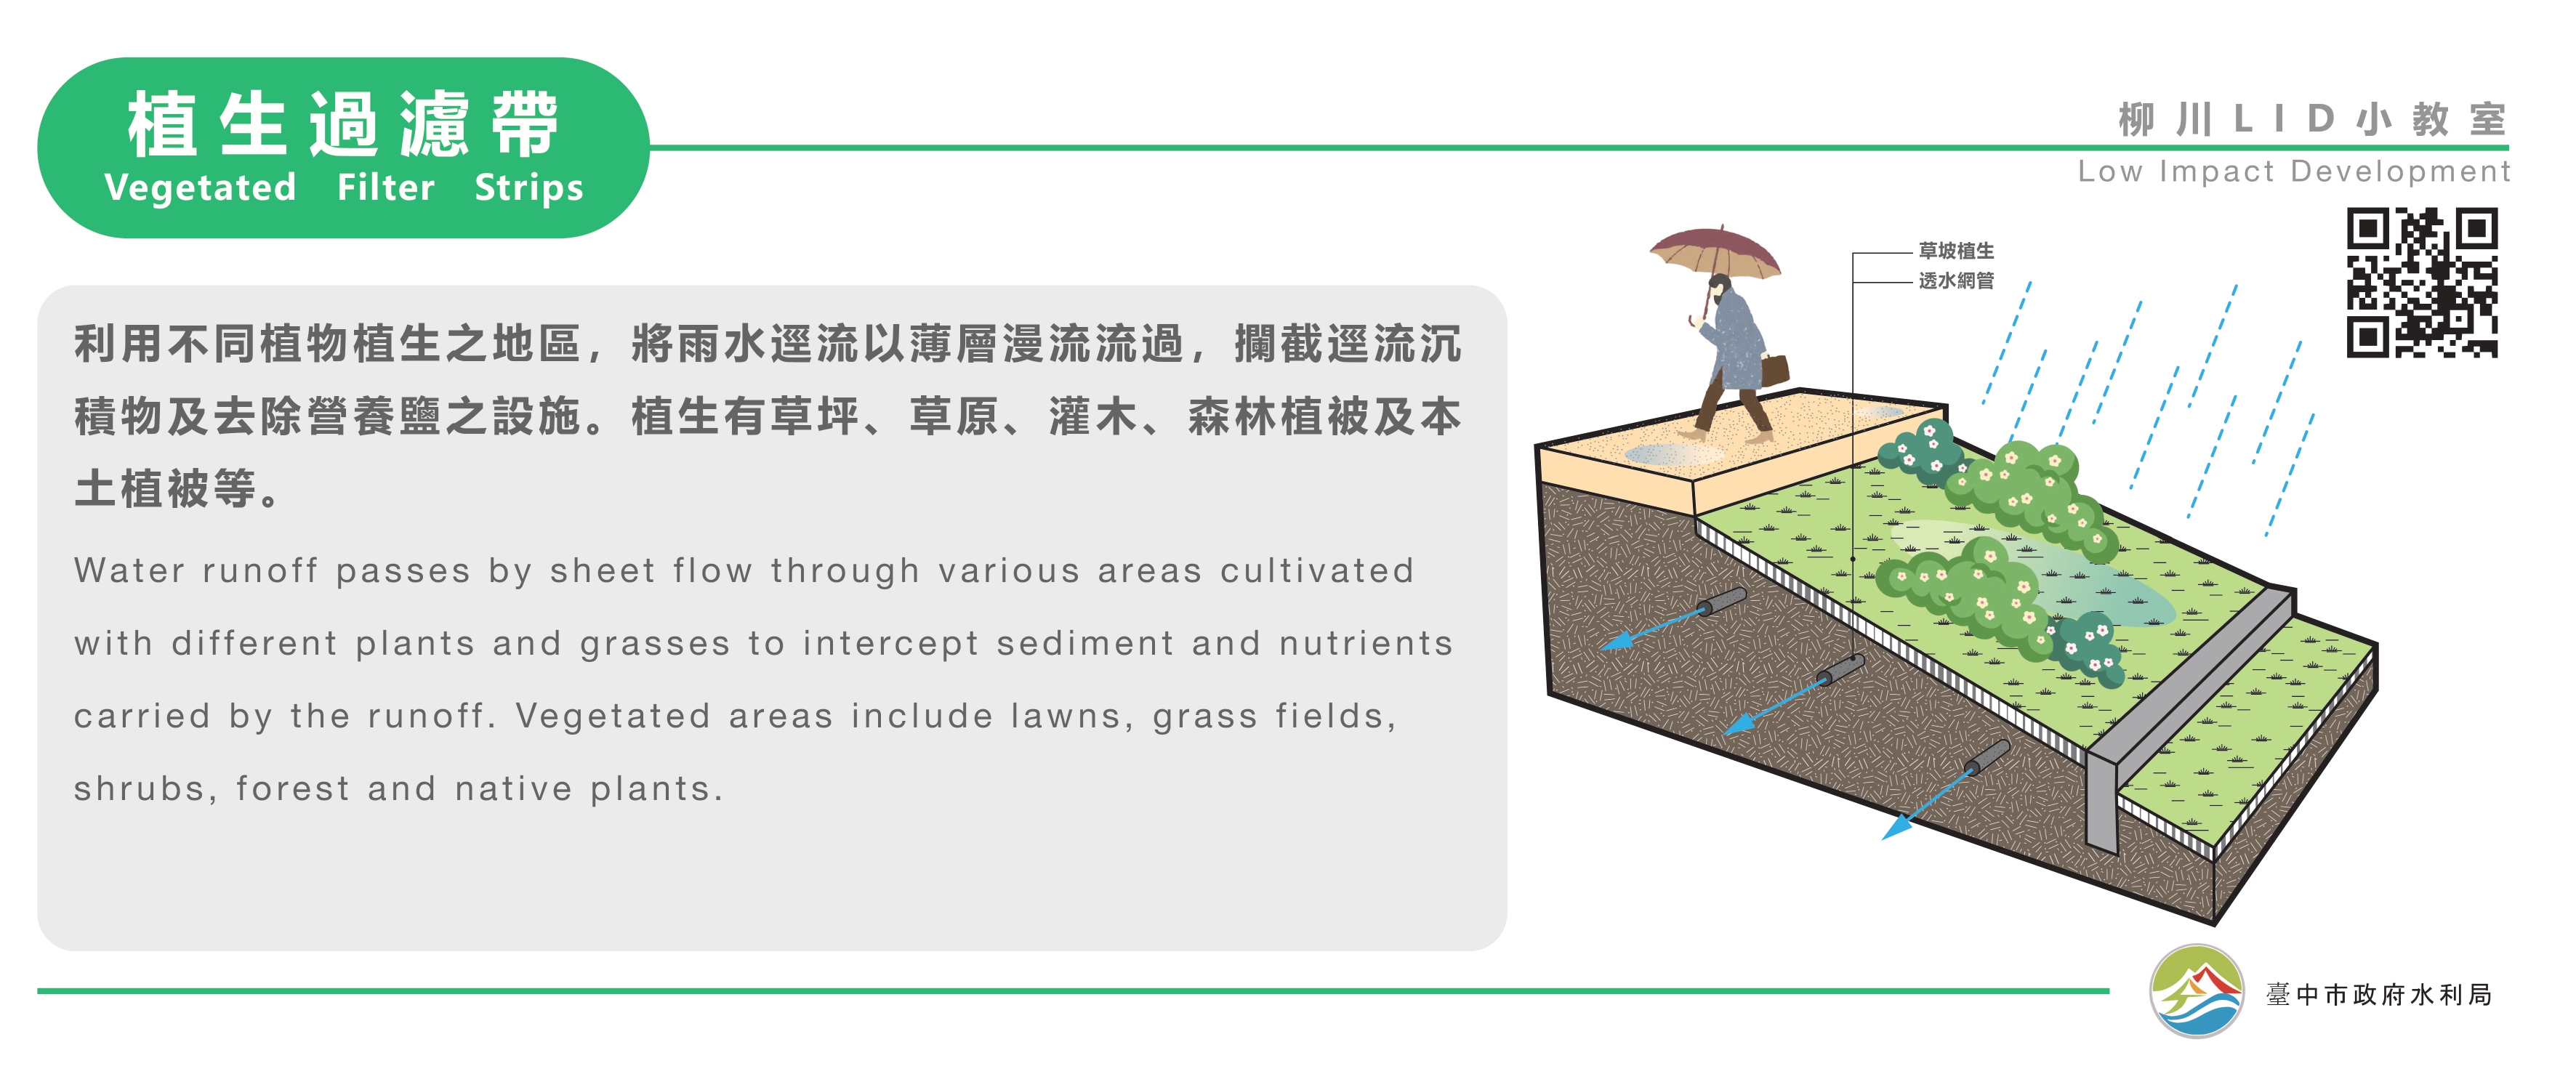 植生過濾帶
Vegetated Filter Strips
柳川LID小教室
Low Impact Development
草坡植生
透水網管
利用不同植物植生之地區，將雨水逕流以薄層漫流流過，攔截逕流沉
積物及去除營養鹽之設施。植生有草坪、草原、灌木、森林植被及本
土植被等。
Water runoff passes by sheet flow through various areas cultivated
with different plants and grasses to intercept sediment and nutrients
carried by the runoff. Vegetated areas include lawns, grass fields,
shrubs, forest and native plants.
臺中市政府水利局